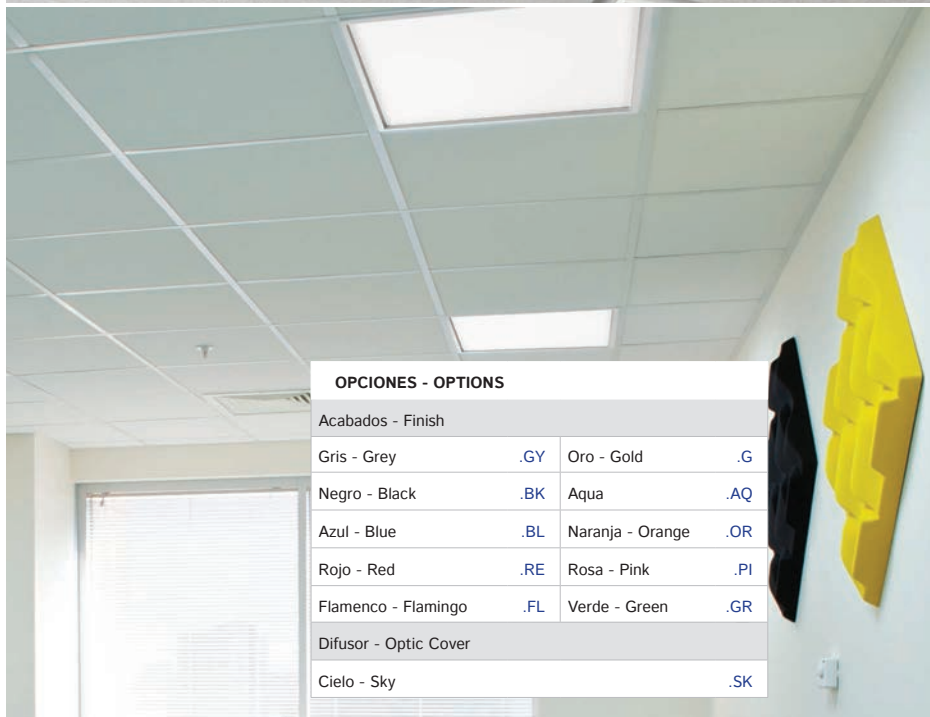 OPCIONES - OPTIONS
Acabados - Finish
Gris - Grey .GY Oro - Gold .G
Negro - Black .BK Aqua .AQ
Azul - Blue .BL Naranja - Orange .OR
Rojo - Red .RE Rosa - Pink .PI
Flamenco - Flamingo .FL Verde - Green .GR
Difusor - Optic Cover
Cielo - Sky .SK